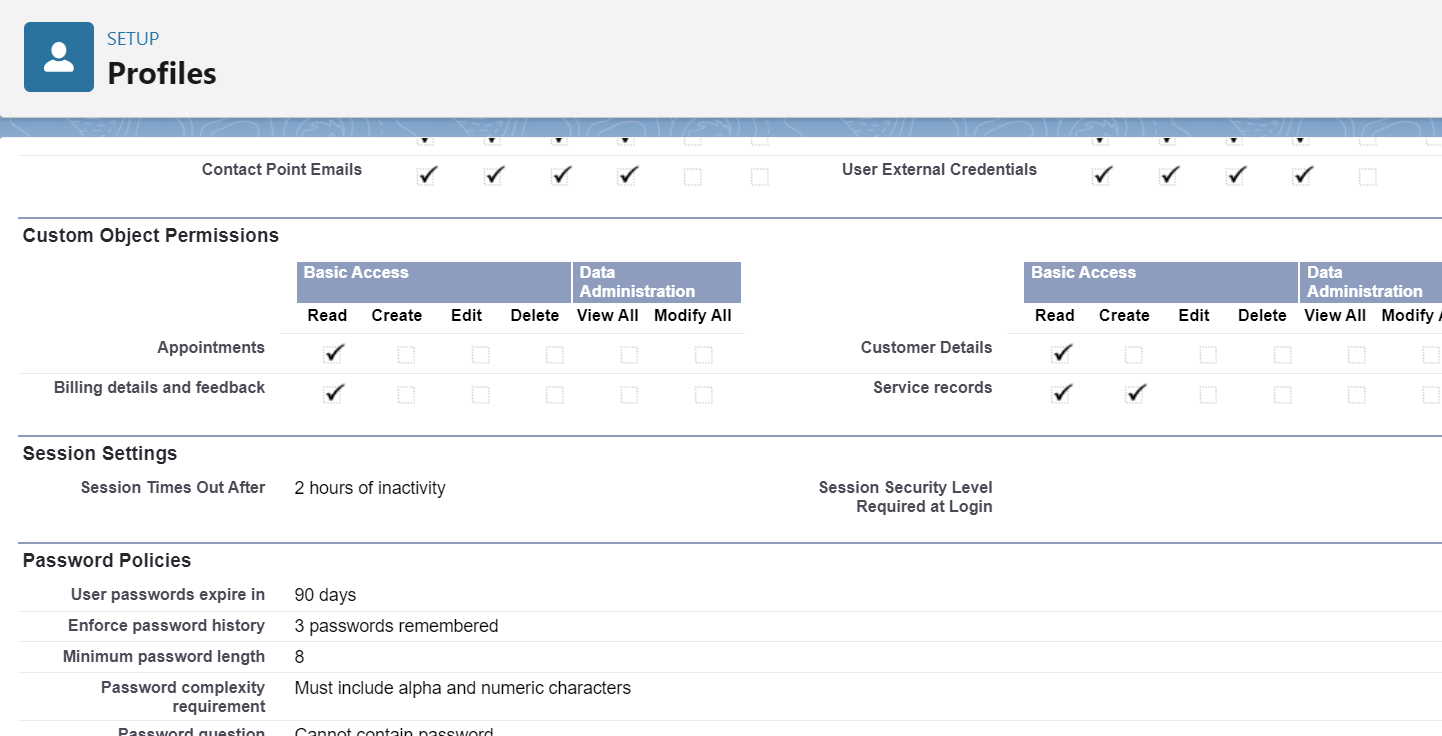 SETUP
Profiles
Contact Point Emails
User External Credentials
Custom Object Permissions
Basic Access
Data
Administration
Basic Access
Data
Administration
Read Create Edit Delete View All Modify All
Read Create Edit Delete View All Modify
Appointments
Customer Details
Billing details and feedback
Service records
Session Settings
Session Times Out After 2 hours of inactivity
Session Security Level
Required at Login
Password Policies
User passwords expire in 90 days
Enforce password history 3 passwords remembered
Minimum password length 8
Password complexity
requirement
Must include alpha and numeric characters
Password question Cannot contain password